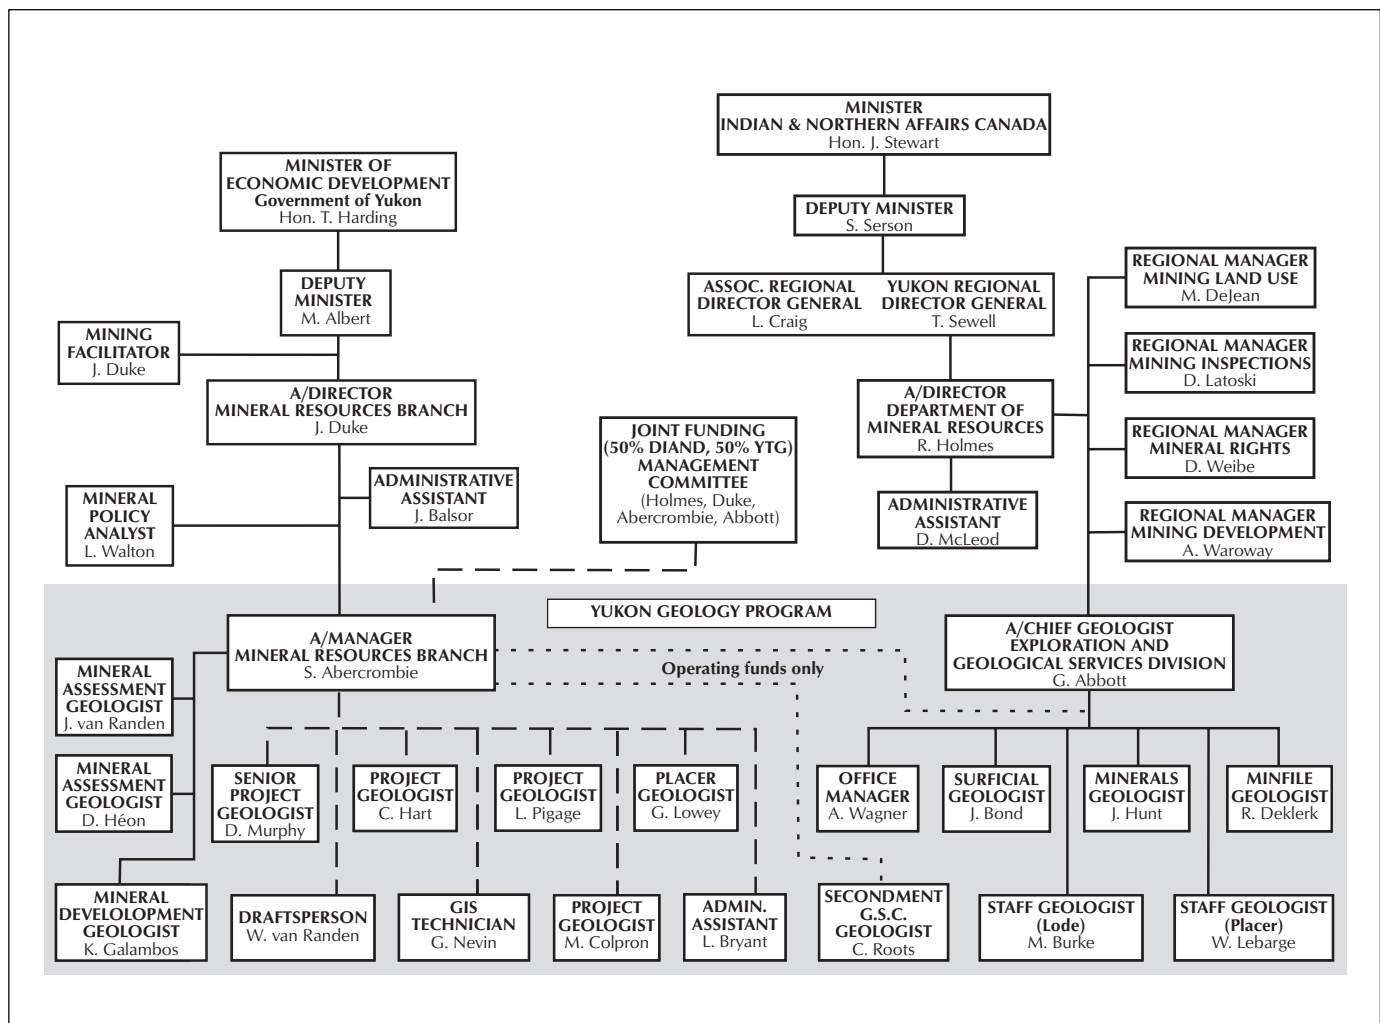 MINISTER
INDIAN & NORTHERN AFFAIRS CANADA
Hon. J. Stewart
MINISTER OF
ECONOMIC DEVELOPMENT
Government of Yukon
Hon. T. Harding
DEPUTY MINISTER
S. Serson
DEPUTY
MINISTER
M. Albert
ASSOC. REGIONAL
DIRECTOR GENERAL
L. Craig
YUKON REGIONAL
DIRECTOR GENERAL
T. Sewell
REGIONAL MANAGER
MINING LAND USE
M. DeJean
MINING
FACILITATOR
J. Duke
REGIONAL MANAGER
MINING INSPECTIONS
D. Latoski
A/DIRECTOR
MINERAL RESOURCES BRANCH
J. Duke
A/DIRECTOR
DEPARTMENT OF
MINERAL RESOURCES
R. Holmes
JOINT FUNDING
(50% DIAND, 50% YTG)
MANAGEMENT
COMMITTEE
(Holmes, Duke,
Abercrombie, Abbott)
REGIONAL MANAGER
MINERAL RIGHTS
D. Weibe
ADMINISTRATIVE
ASSISTANT
J. Balsor
MINERAL
POLICY
ANALYST
L. Walton
ADMINISTRATIVE
ASSISTANT
D. McLeod
REGIONAL MANAGER
MINING DEVELOPMENT
A. Waroway
YUKON GEOLOGY PROGRAM
A/MANAGER
MINERAL RESOURCES BRANCH
S. Abercrombie
Operating funds only
A/CHIEF GEOLOGIST
EXPLORATION AND
GEOLOGICAL SERVICES DIVISION
G. Abbott
MINERAL
ASSESSMENT
GEOLOGIST
J. van Randen
MINERAL
ASSESSMENT
GEOLOGIST
D. Héon
SENIOR
PROJECT
GEOLOGIST
D. Murphy
PROJECT
GEOLOGIST
C. Hart
PROJECT
GEOLOGIST
L. Pigage
PLACER
GEOLOGIST
G. Lowey
OFFICE
MANAGER
A. Wagner
SURFICIAL
GEOLOGIST
J. Bond
MINERALS
GEOLOGIST
J. Hunt
MINFILE
GEOLOGIST
R. Deklerk
MINERAL
DEVELOLOPMENT
GEOLOGIST
K. Galambos
DRAFTSPERSON
W. van Randen
GIS
TECHNICIAN
G. Nevin
PROJECT
GEOLOGIST
M. Colpron
ADMIN.
ASSISTANT
L. Bryant
SECONDMENT
G.S.C.
GEOLOGIST
C. Roots
STAFF GEOLOGIST
(Lode)
M. Burke
STAFF GEOLOGIST
(Placer)
W. Lebarge